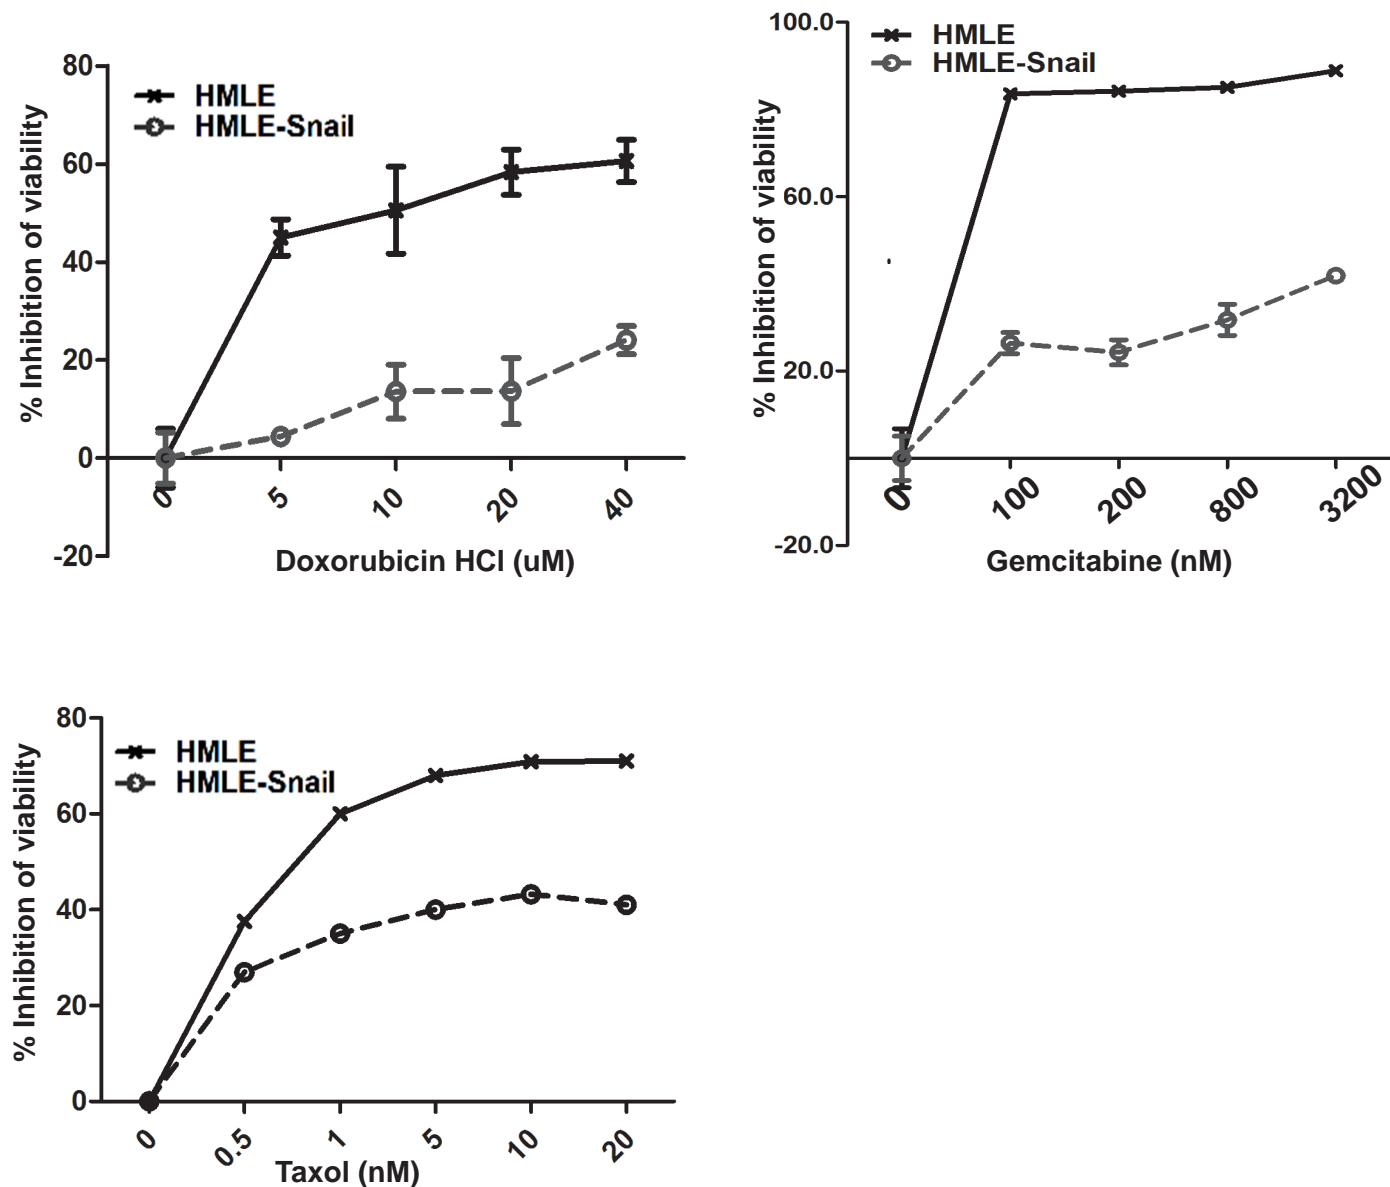 % Inhibition of viability
80
60
40
20
0
-20
HMLE
HMLE-Snail
0
5
10
20
40
Doxorubicin HCl (uM)
% Inhibition of viability
100.0
60.0
20.0
-20.0
HMLE
HMLE-Snail
0
100
200
800
3200
Gemcitabine (nM)
% Inhibition of viability
80
60
40
20
0
HMLE
HMLE-Snail
0
0.5
1
5
10
20
Taxol (nM)